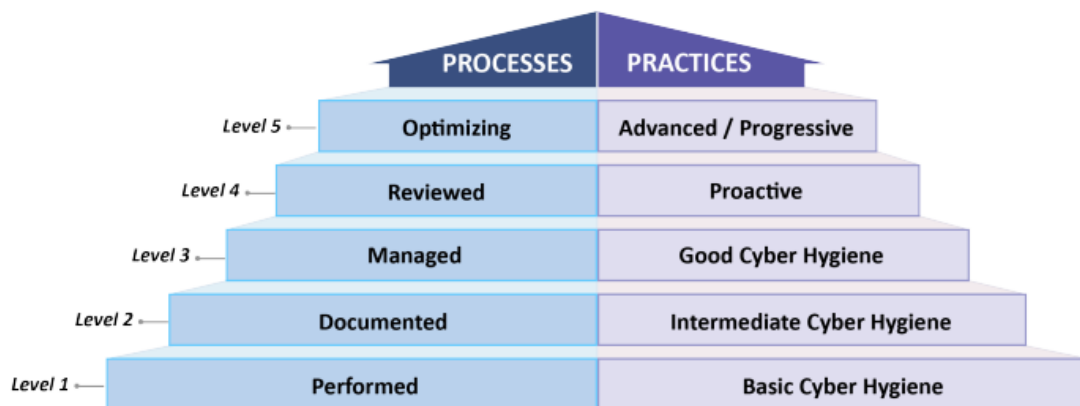 PROCESSES PRACTICES
Level 5 Optimizing Advanced / Progressive
Level 4 Reviewed Proactive
Level 3 Managed Good Cyber Hygiene
Level 2 Documented Intermediate Cyber Hygiene
Level 1 Performed Basic Cyber Hygiene